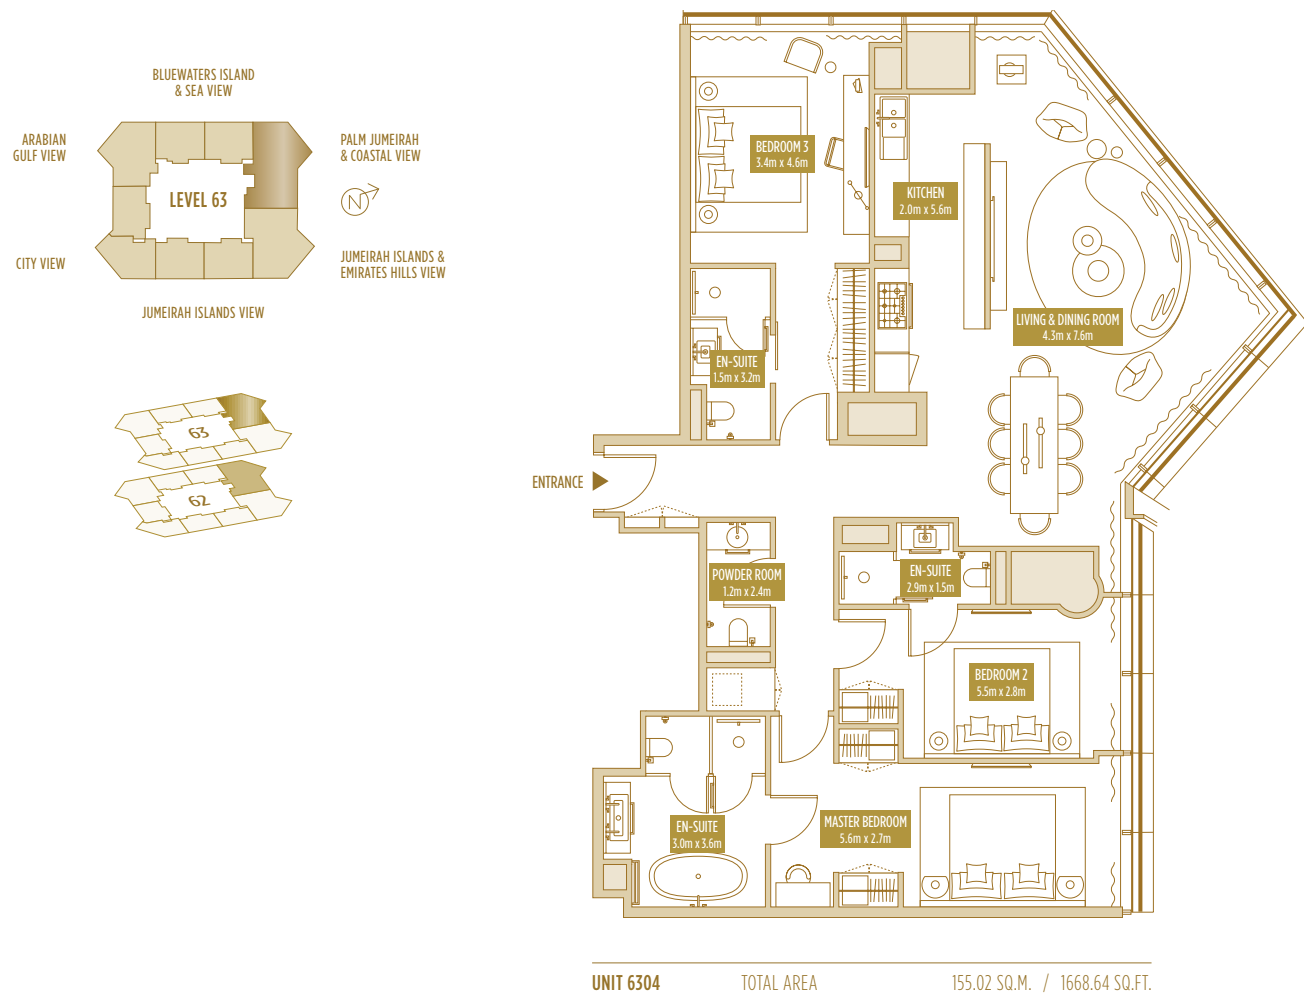 BLUEWATERS ISLAND
& SEA VIEW
ARABIAN
GULF VIEW
PALM JUMEIRAH
& COASTAL VIEW
LEVEL 63
N
CITY VIEW
JUMEIRAH ISLANDS &
EMIRATES HILLS VIEW
JUMEIRAH ISLANDS VIEW
63
62
BEDROOM 3
3.4m x 4.6m
KITCHEN
2.0m x 5.6m
LIVING & DINING ROOM
4.3m x 7.6m
EN-SUITE
1.5m x 3.2m
ENTRANCE
POWDER ROOM
1.2m x 2.4m
EN-SUITE
2.9m x 1.5m
BEDROOM 2
5.5m x 2.8m
EN-SUITE
3.0m x 3.6m
MASTER BEDROOM
5.6m x 2.7m
UNIT 6304 TOTAL AREA 155.02 SQ.M. / 1668.64 SQ.FT.